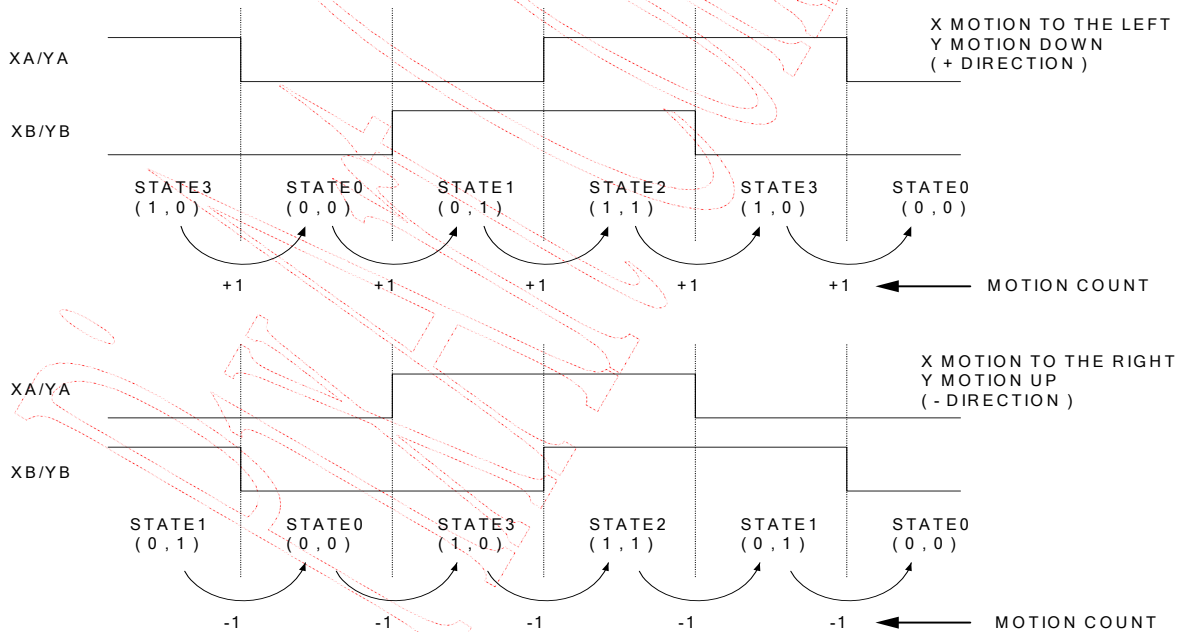 X MOTION TO THE LEFT
Y MOTION DOWN
(+ DIRECTION)
XA/YA
XB/YB
STATE3 STATE0 STATE1 STATE2 STATE3 STATE0
(1,0) (0,0) (0,1) (1,1) (1,0) (0,0)
+1 +1 +1 +1 +1 MOTION COUNT
X MOTION TO THE RIGHT
Y MOTION UP
(- DIRECTION)
XA/YA
XB/YB
STATE1 STATE0 STATE3 STATE2 STATE1 STATE0
(0,1) (0,0) (1,0) (1,1) (0,1) (0,0)
-1 -1 -1 -1 -1 MOTION COUNT